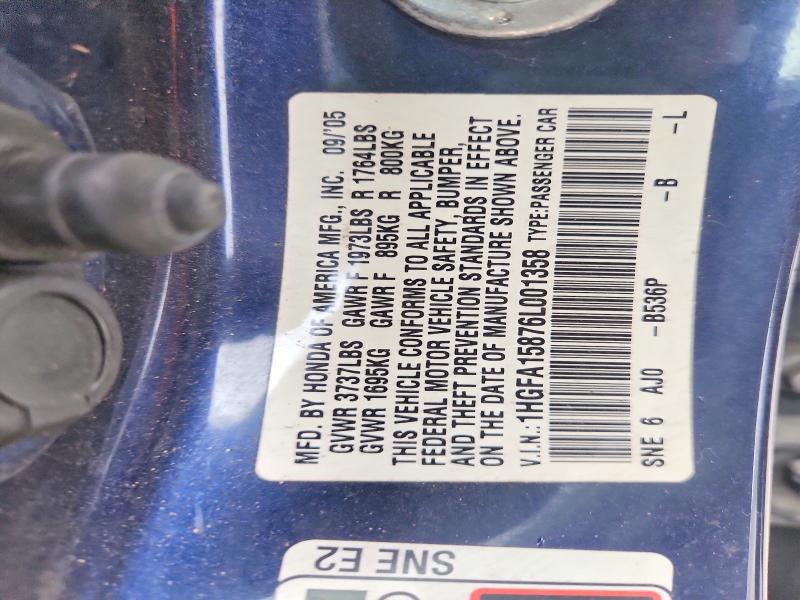 MFD. BY HONDA OF AMERICA MFG., INC. 09/'05
GVWR 3737LBS GAWR F 1973LBS R 1764LBS
GVWR 1695KG GAWR F 895KG R 800KG
THIS VEHICLE CONFORMS TO ALL APPLICABLE
FEDERAL MOTOR VEHICLE SAFETY, BUMPER,
AND THEFT PREVENTION STANDARDS IN EFFECT
ON THE DATE OF MANUFACTURE SHOWN ABOVE.
V.I.N.: 1HGFA15876L001358 TYPE:PASSENGER CAR
SNE 6 AJ0 -B536P -B -L
SNE E2